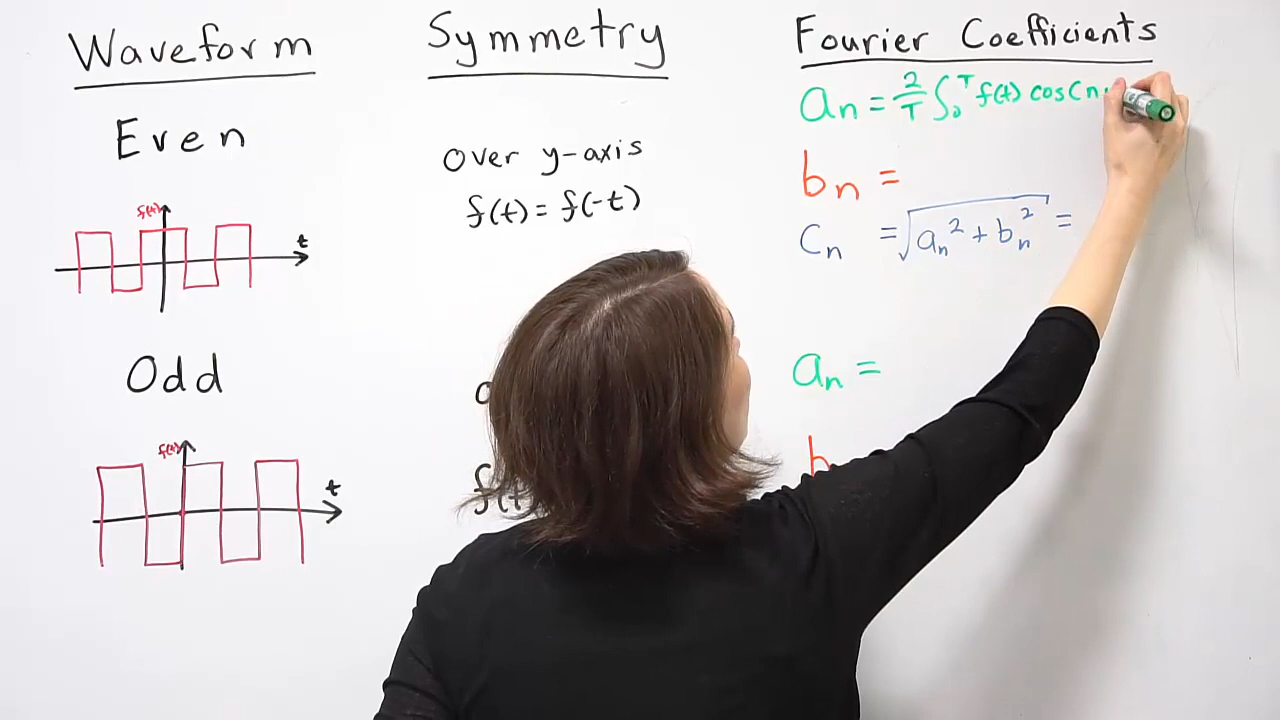 Waveform
Symmetry
Fourier Coefficients
Even
Over y-axis
f(t) = f(-t)
aₙ = 2/T ∫₀ᵀ f(t) cos(n
bₙ =
cₙ = √(aₙ² + bₙ²) =
f(t)
t
Odd
f(t
aₙ =
b
f(t)
t